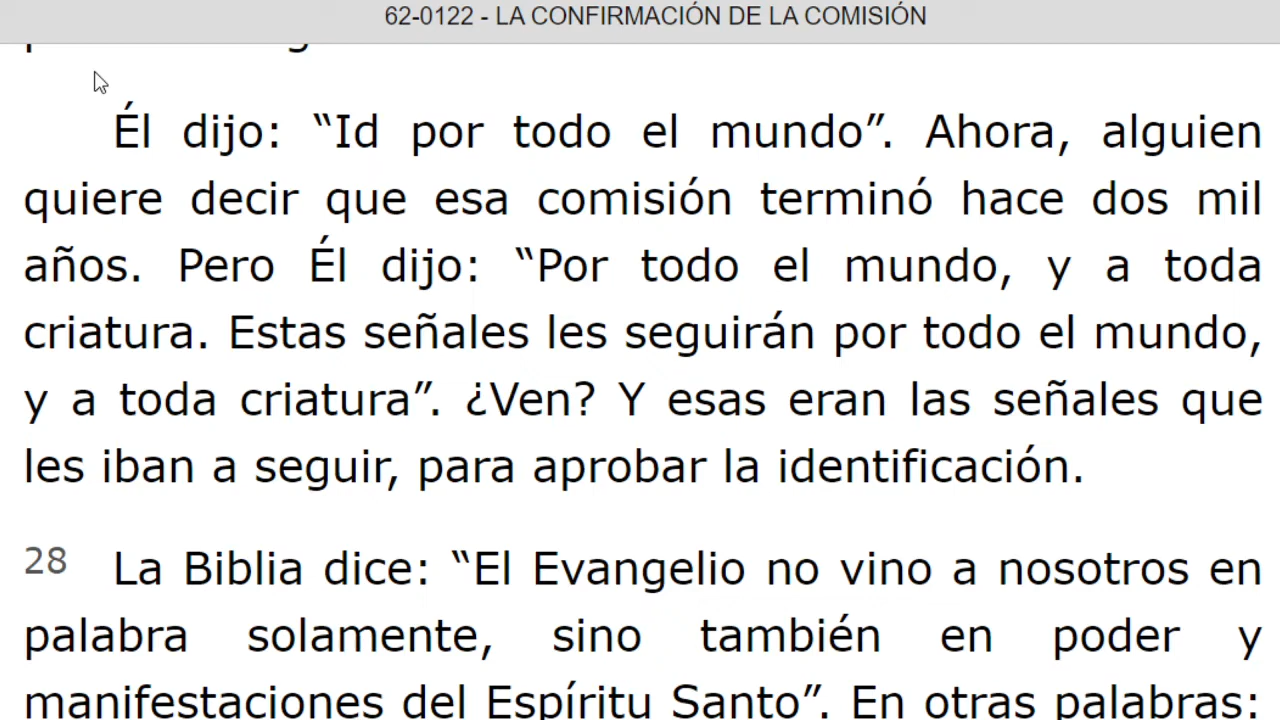 62-0122 - LA CONFIRMACIÓN DE LA COMISIÓN
Él dijo: “Id por todo el mundo”. Ahora, alguien
quiere decir que esa comisión terminó hace dos mil
años. Pero Él dijo: “Por todo el mundo, y a toda
criatura. Estas señales les seguirán por todo el mundo,
y a toda criatura”. ¿Ven? Y esas eran las señales que
les iban a seguir, para aprobar la identificación.
28 La Biblia dice: “El Evangelio no vino a nosotros en
palabra solamente, sino también en poder y
manifestaciones del Espíritu Santo”. En otras palabras: